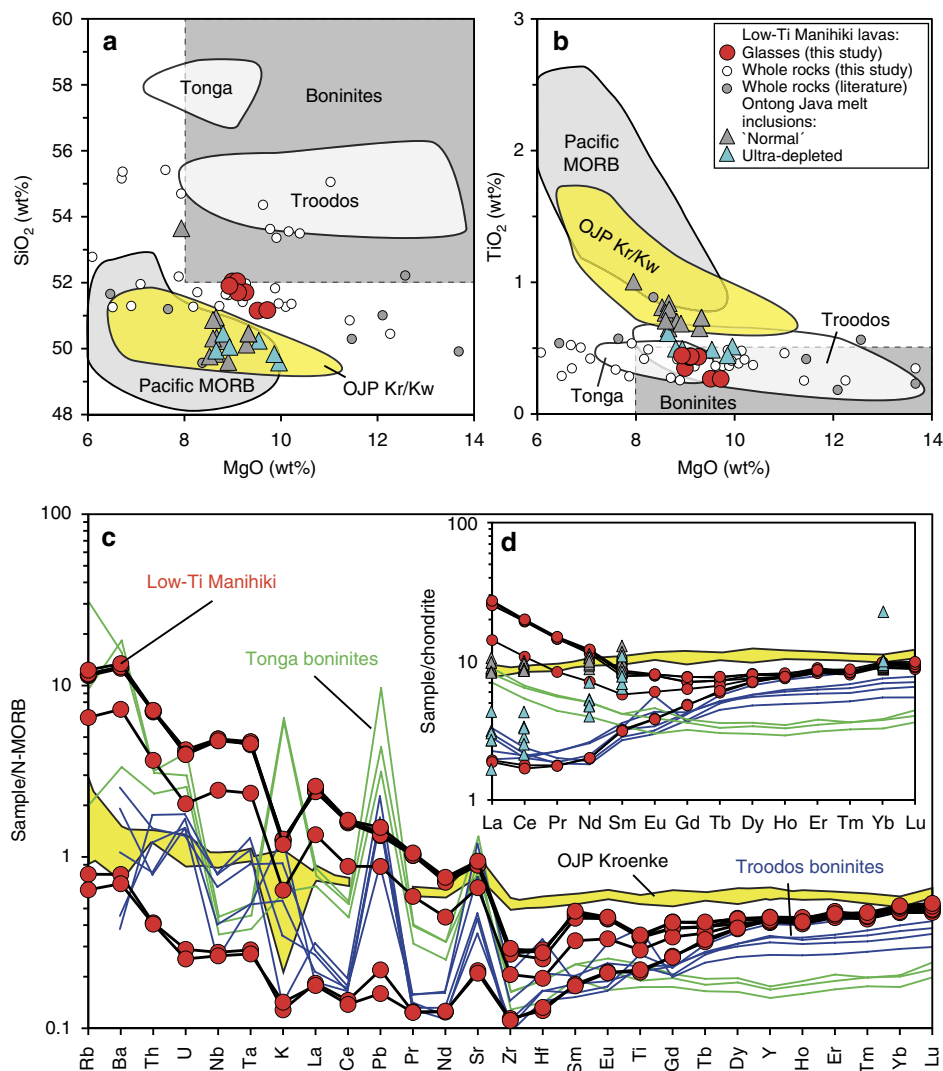 a
60
58
56
54
52
50
48
SiO2 (wt%)
Tonga
Boninites
Troodos
Pacific MORB
OJP Kr/Kw
6
8
10
12
14
MgO (wt%)
b
3
2
1
0
TiO2 (wt%)
Low-Ti Manihiki lavas:
Glasses (this study)
Whole rocks (this study)
Whole rocks (literature)
Ontong Java melt
inclusions:
`Normal´
Ultra-depleted
Pacific
MORB
OJP Kr/Kw
Troodos
Tonga
Boninites
6
8
10
12
14
MgO (wt%)
c
100
10
1
0.1
Sample/N-MORB
Low-Ti Manihiki
Tonga boninites
OJP Kroenke
Troodos boninites
Rb Ba Th U Nb Ta K La Ce Pb Pr Nd Sr Zr Hf Sm Eu Ti Gd Tb Dy Y Ho Er Tm Yb Lu
d
100
10
1
Sample/chondrite
La Ce Pr Nd Sm Eu Gd Tb Dy Ho Er Tm Yb Lu